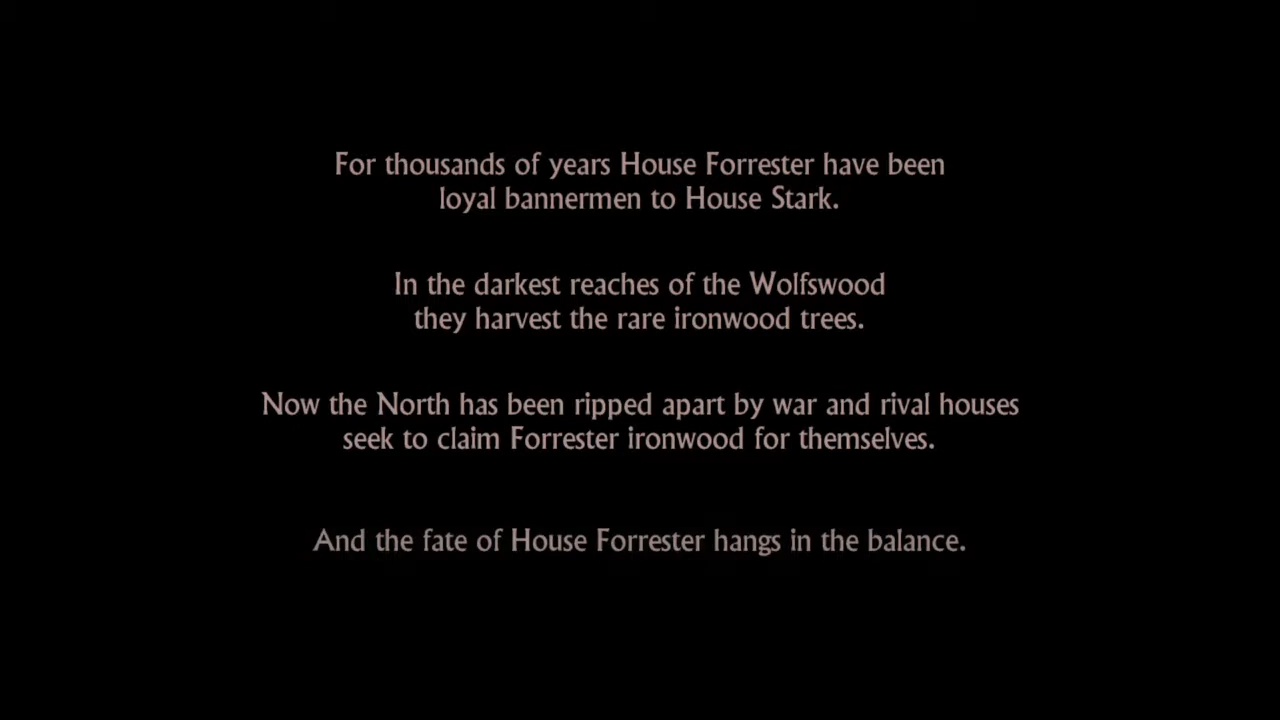 For thousands of years House Forrester have been
loyal bannermen to House Stark.
In the darkest reaches of the Wolfswood
they harvest the rare ironwood trees.
Now the North has been ripped apart by war and rival houses
seek to claim Forrester ironwood for themselves.
And the fate of House Forrester hangs in the balance.